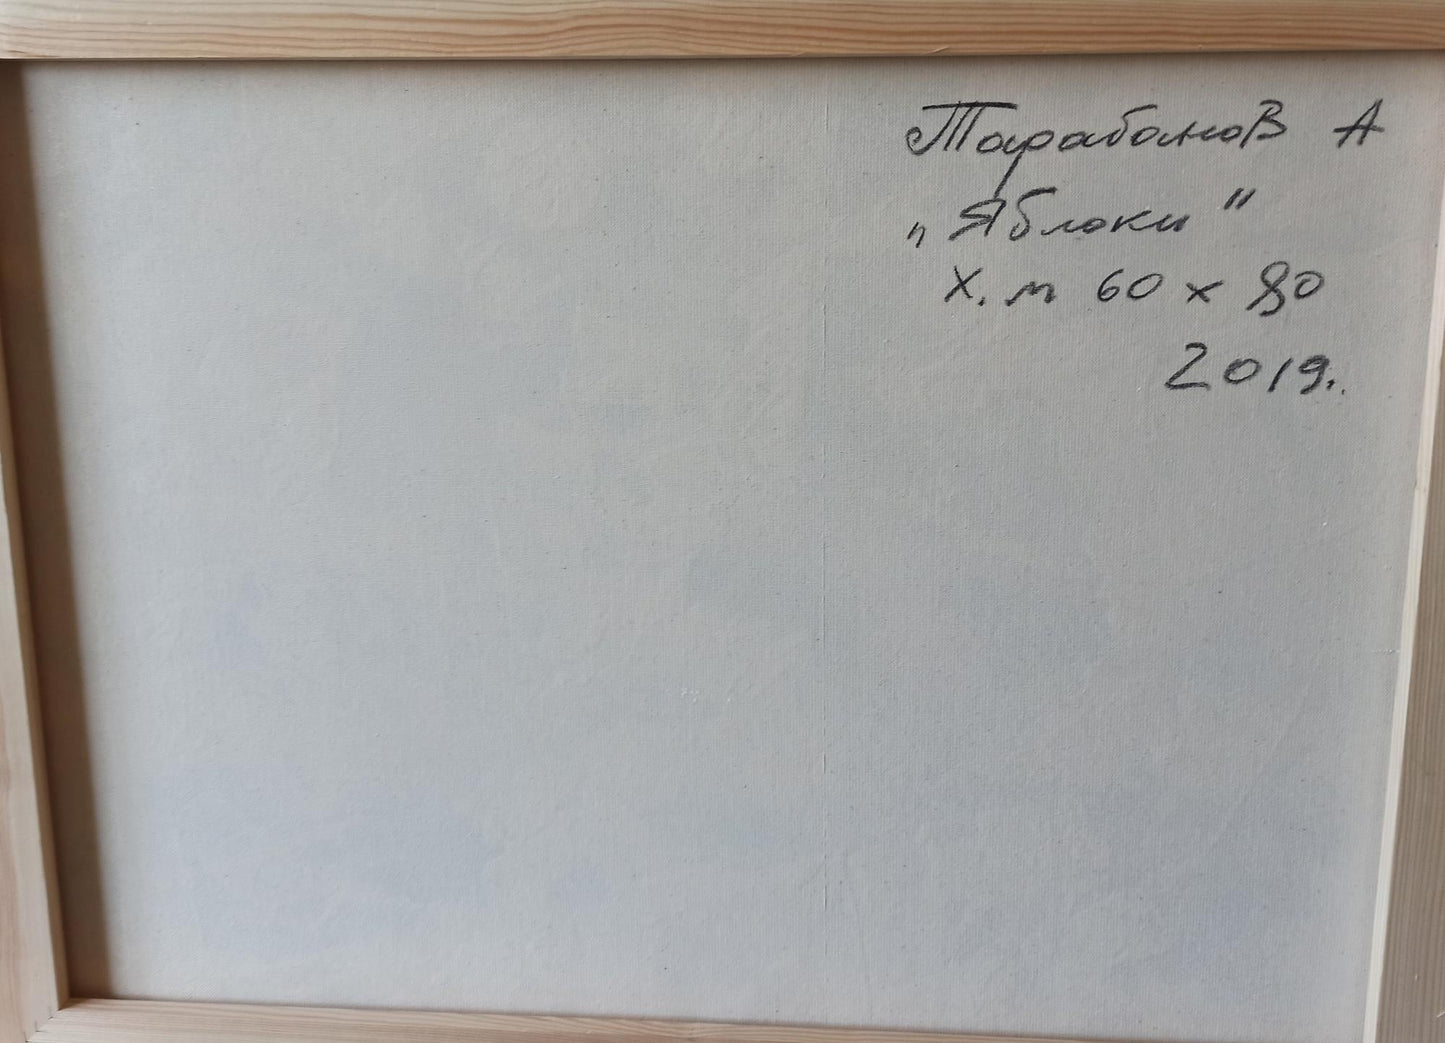 Тарабанов А
„Яблоки"
х. м 60 х 80
2019.